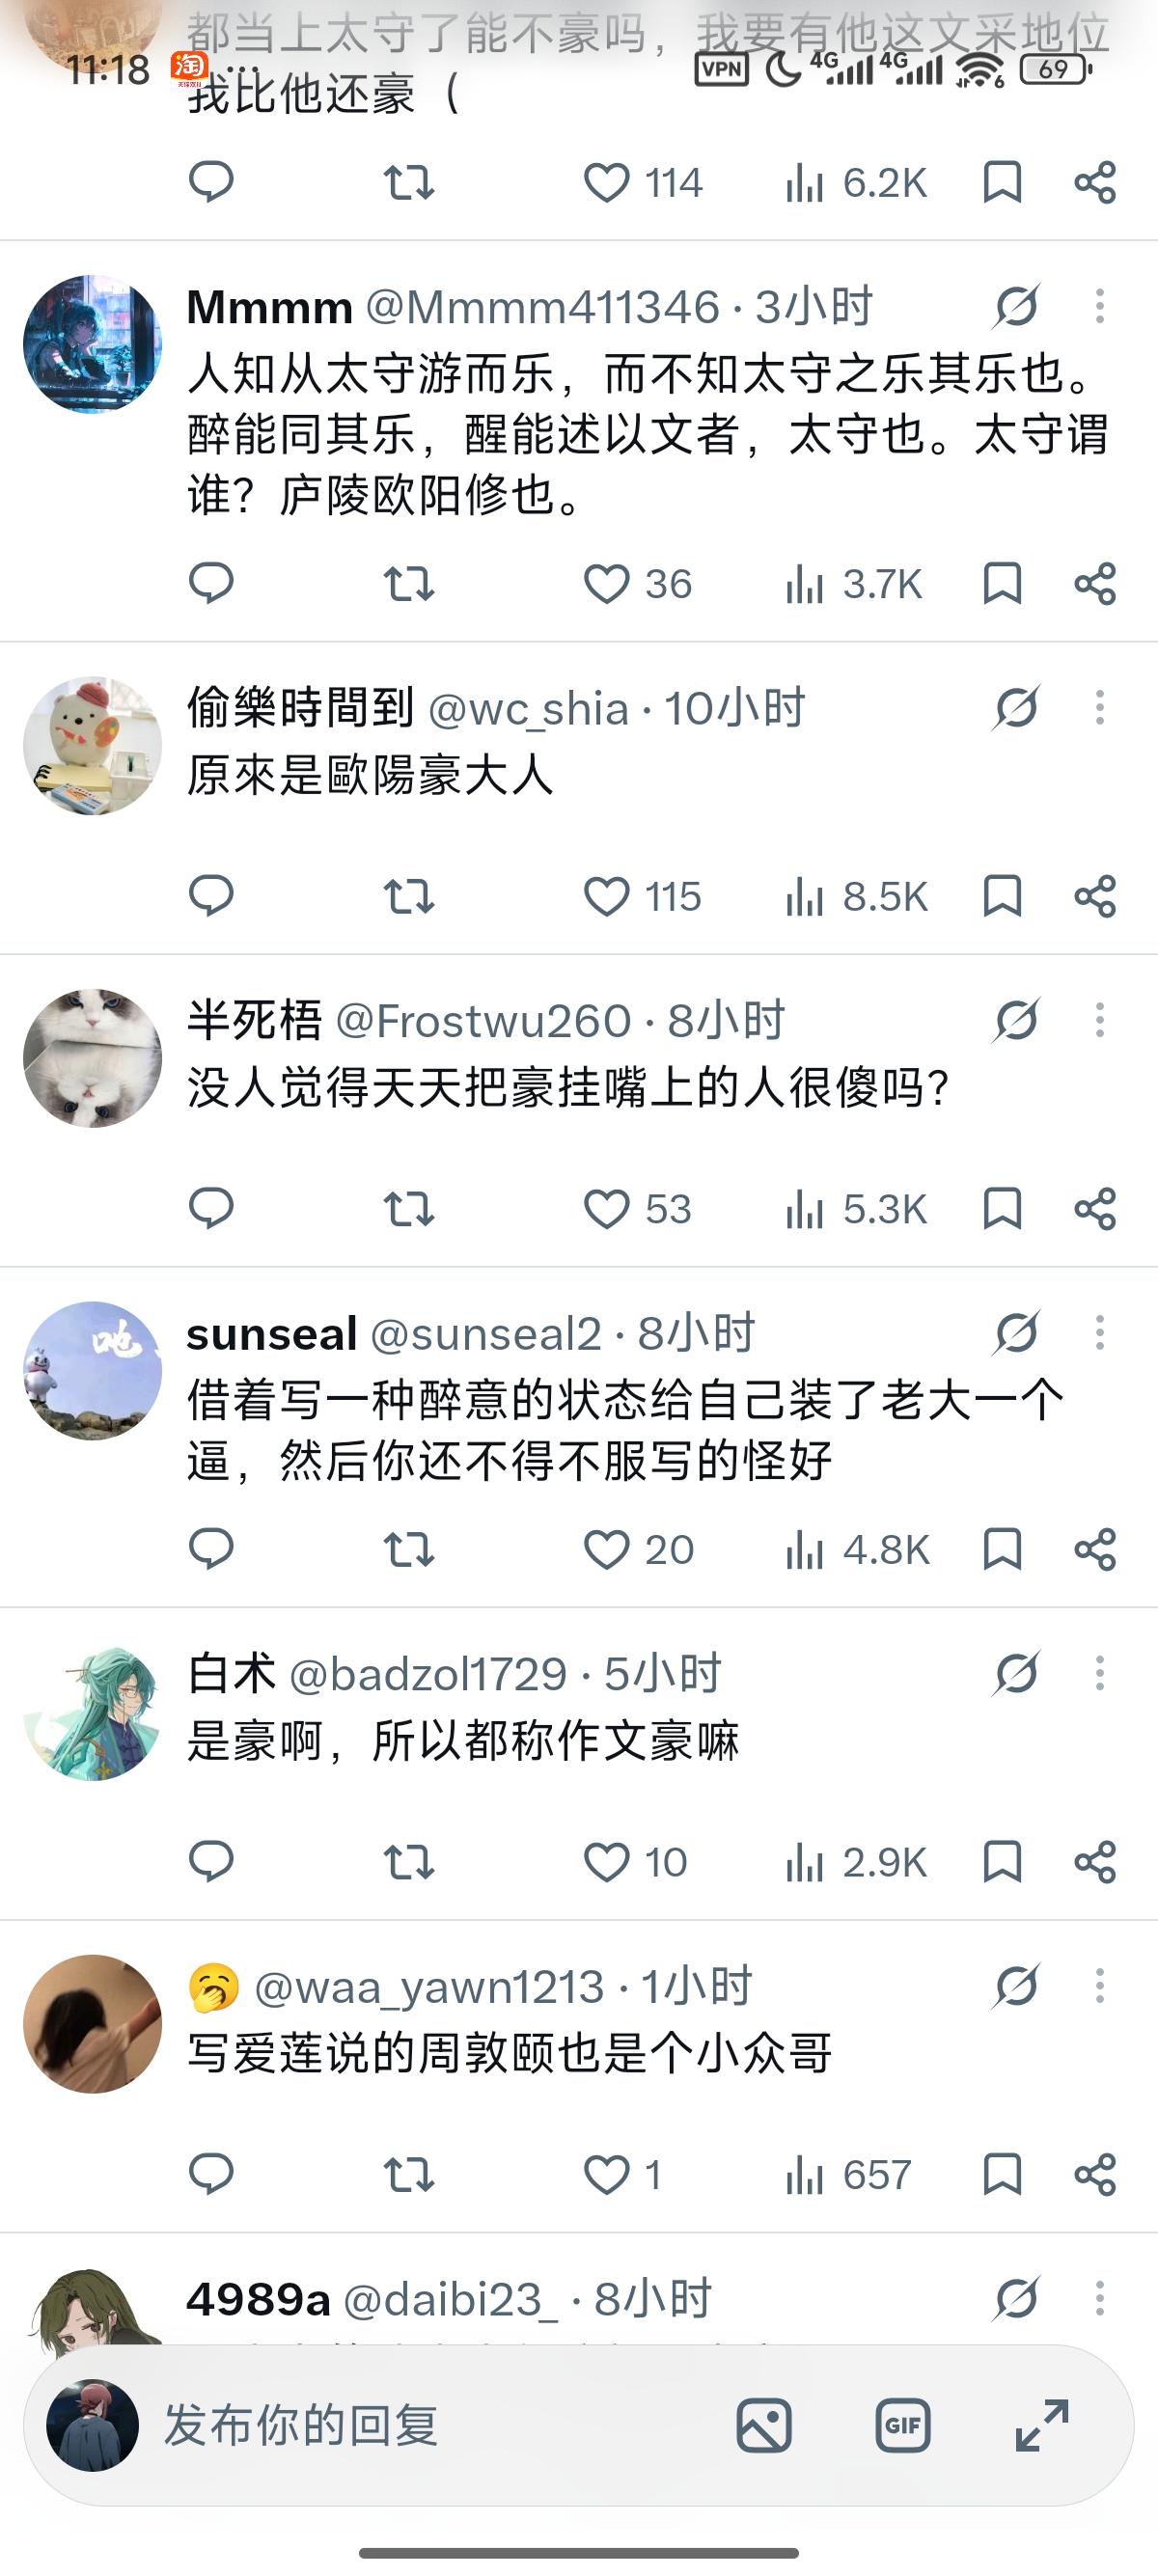 都当上太守了能不豪吗，我要有他这文采地位
11:18 淘 ... VPN 4G 4G 6 69
我比他还豪（
114 6.2K
Mmmm @Mmmm411346 · 3小时
人知从太守游而乐，而不知太守之乐其乐也。
醉能同其乐，醒能述以文者，太守也。太守谓
谁？庐陵欧阳修也。
36 3.7K
偷樂時間到 @wc_shia · 10小时
原來是歐陽豪大人
115 8.5K
半死梧 @Frostwu260 · 8小时
没人觉得天天把豪挂嘴上的人很傻吗？
53 5.3K
吔
sunseal @sunseal2 · 8小时
借着写一种醉意的状态给自己装了老大一个
逼，然后你还不得不服写的怪好
20 4.8K
白术 @badzol1729 · 5小时
是豪啊，所以都称作文豪嘛
10 2.9K
🥱 @waa_yawn1213 · 1小时
写爱莲说的周敦颐也是个小众哥
1 657
4989a @daibi23_ · 8小时
发布你的回复 GIF